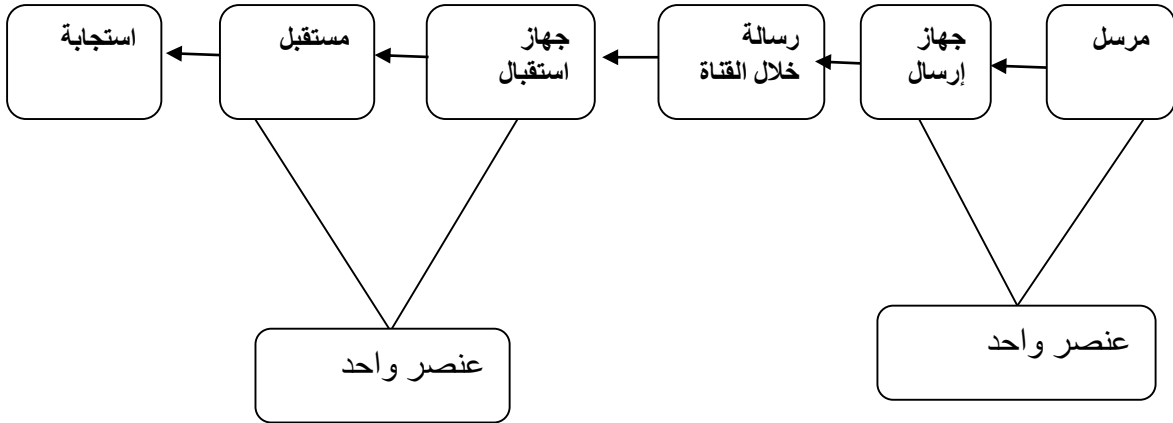 مرسل
جهاز
إرسال
رسالة
خلال القناة
جهاز
استقبال
مستقبل
استجابة
عنصر واحد
عنصر واحد